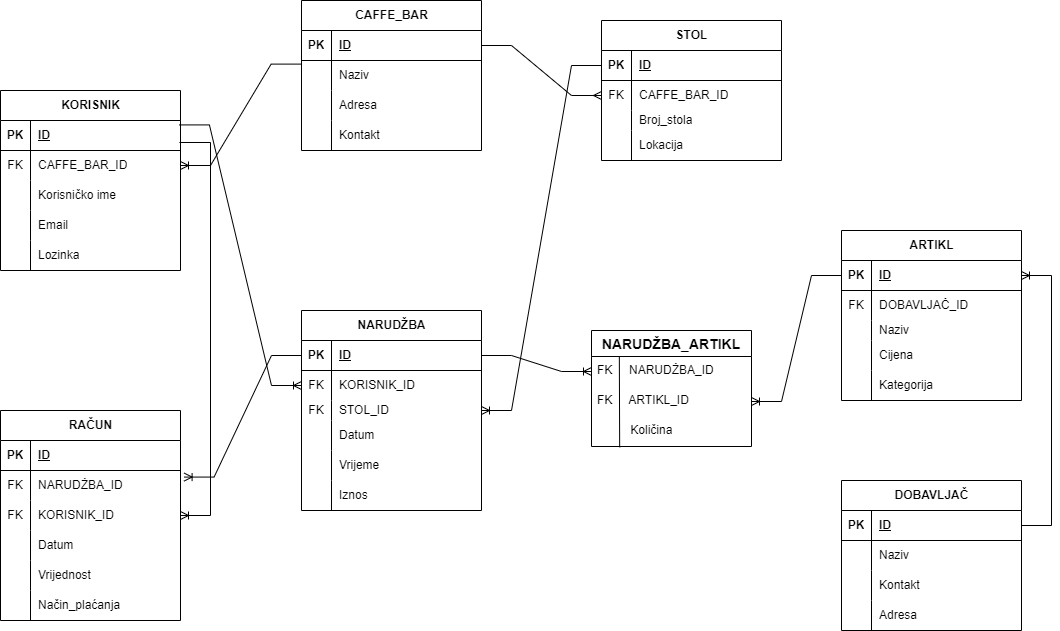 CAFFE_BAR
PK ID
Naziv
Adresa
Kontakt
STOL
PK ID
FK CAFFE_BAR_ID
Broj_stola
Lokacija
KORISNIK
PK ID
FK CAFFE_BAR_ID
Korisničko ime
Email
Lozinka
NARUDŽBA
PK ID
FK KORISNIK_ID
FK STOL_ID
Datum
Vrijeme
Iznos
NARUDŽBA_ARTIKL
FK NARUDŽBA_ID
FK ARTIKL_ID
Količina
ARTIKL
PK ID
FK DOBAVLJAČ_ID
Naziv
Cijena
Kategorija
RAČUN
PK ID
FK NARUDŽBA_ID
FK KORISNIK_ID
Datum
Vrijednost
Način_plaćanja
DOBAVLJAČ
PK ID
Naziv
Kontakt
Adresa